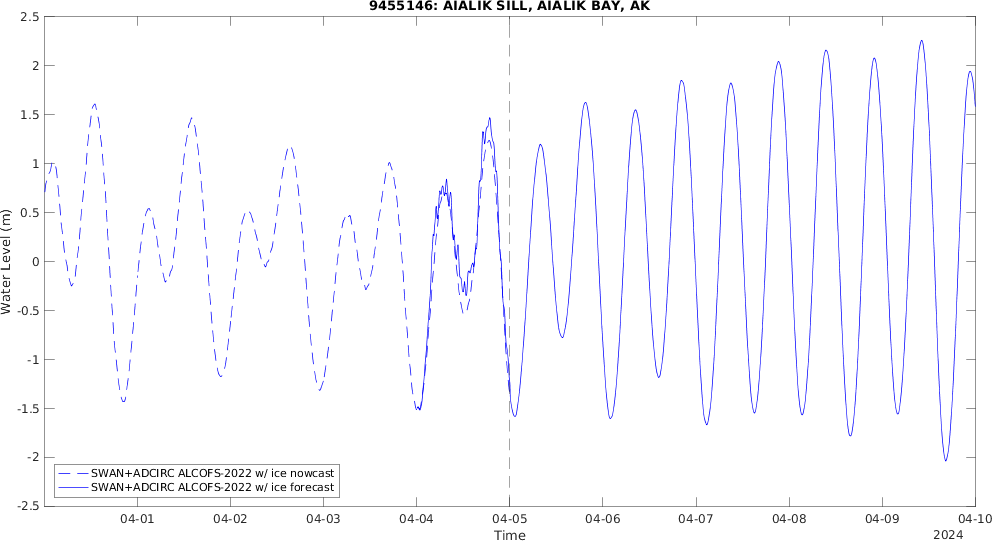 9455146: AIALIK SILL, AIALIK BAY, AK
2.5
2
1.5
1
0.5
0
-0.5
-1
-1.5
-2
-2.5
Water Level (m)
SWAN+ADCIRC ALCOFS-2022 w/ ice nowcast
SWAN+ADCIRC ALCOFS-2022 w/ ice forecast
04-01 04-02 04-03 04-04 04-05 04-06 04-07 04-08 04-09 04-10
Time
2024